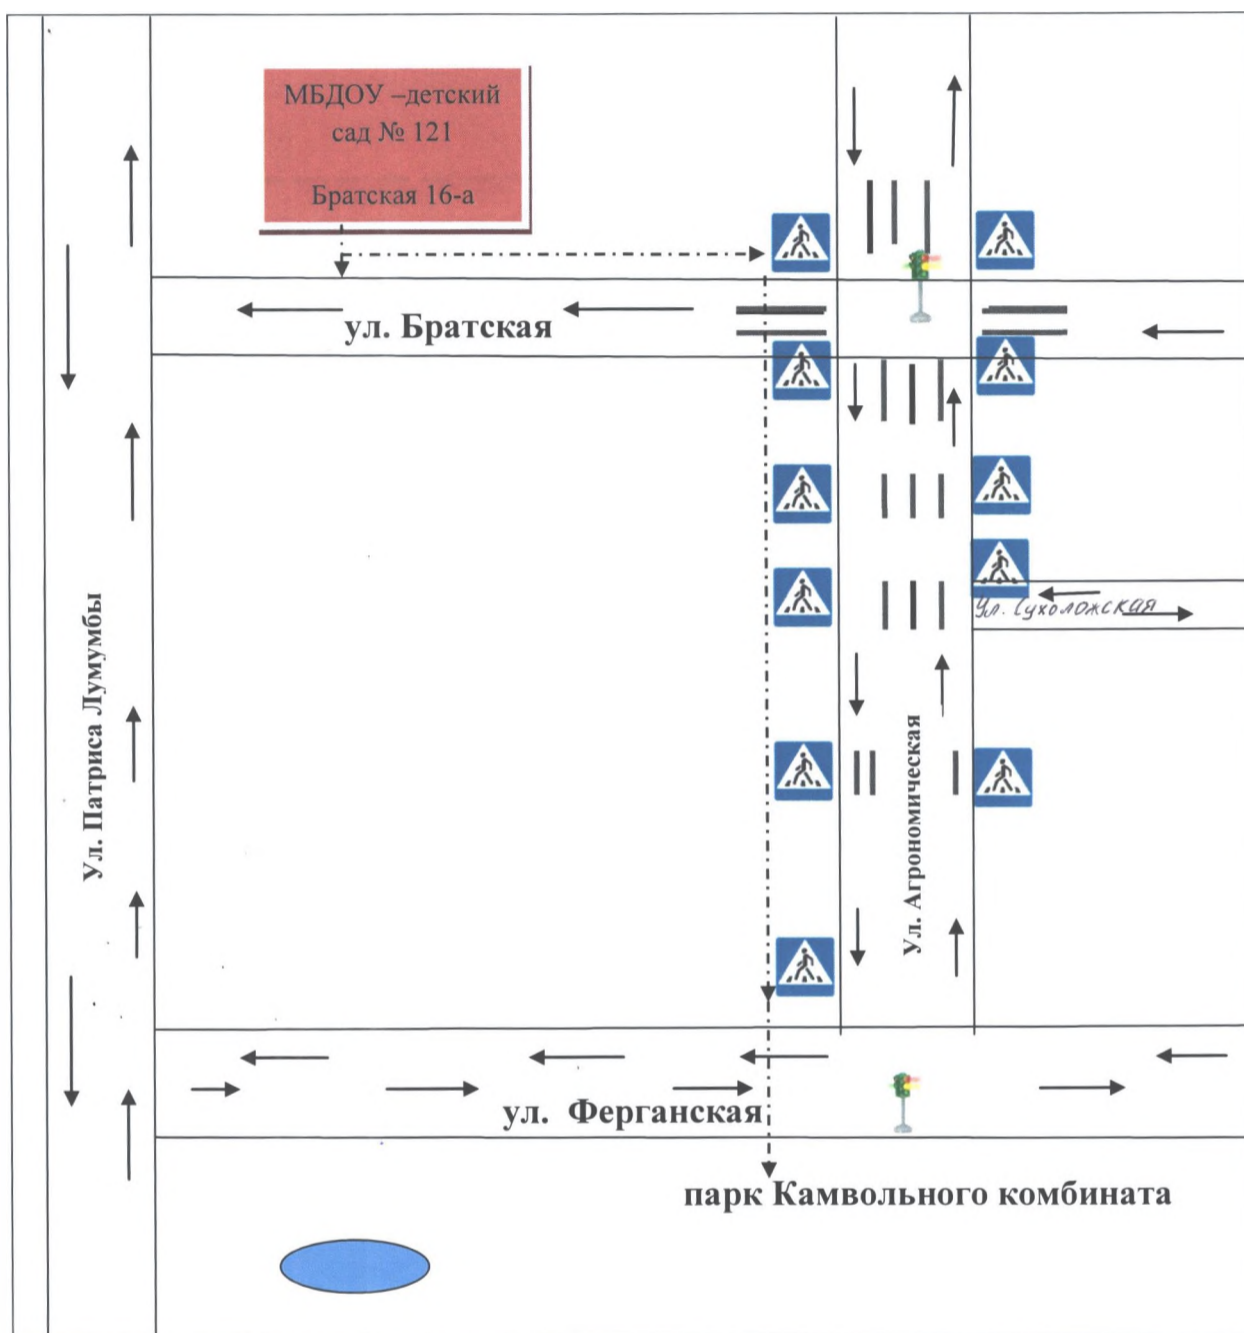 МБДОУ –детский
сад № 121
Братская 16-а
ул. Братская
Ул. Сухоложская
Ул. Патриса Лумумбы
Ул. Агрономическая
ул. Ферганская
парк Камвольного комбината